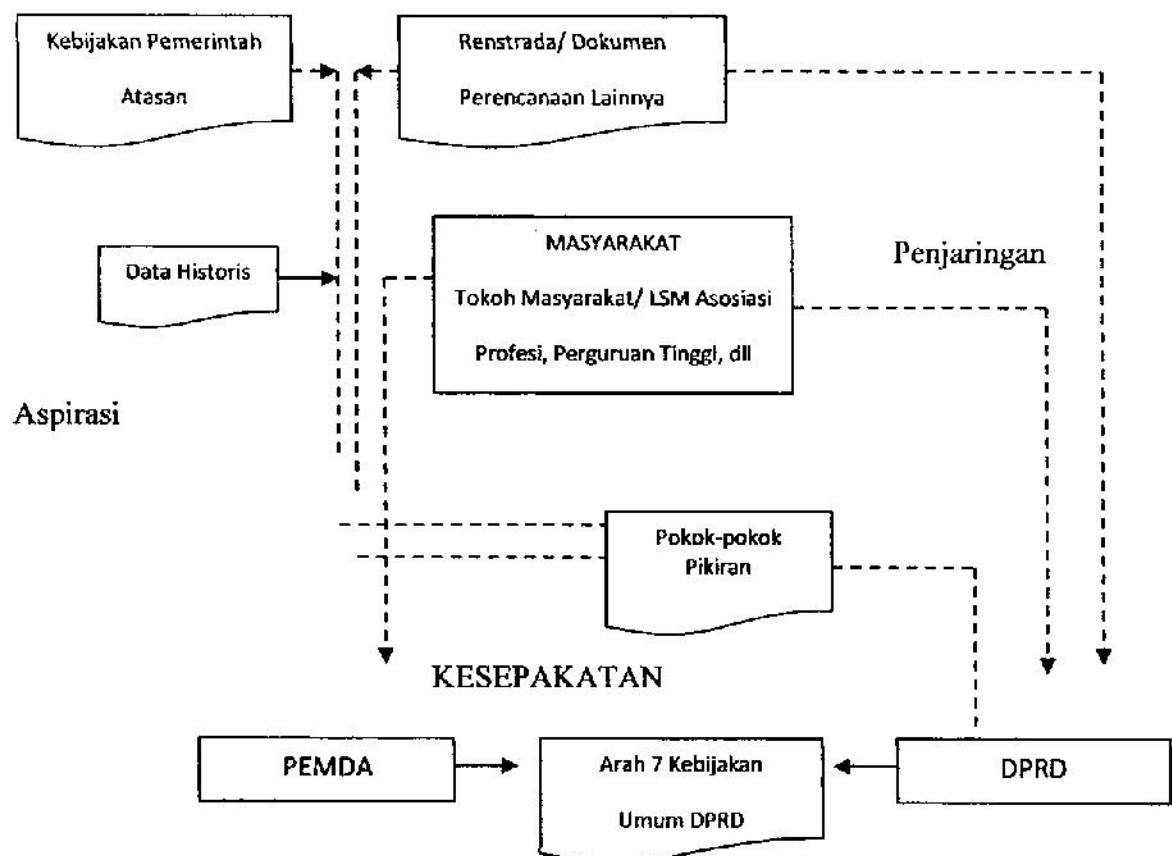 Kebijakan Pemerintah
Atasan
Renstrada/ Dokumen
Perencanaan Lainnya
Data Historis
MASYARAKAT
Tokoh Masyarakat/ LSM Asosiasi
Profesi, Perguruan Tinggi, dll
Penjaringan
Aspirasi
Pokok-pokok
Pikiran
KESEPAKATAN
PEMDA
Arah 7 Kebijakan
Umum DPRD
DPRD